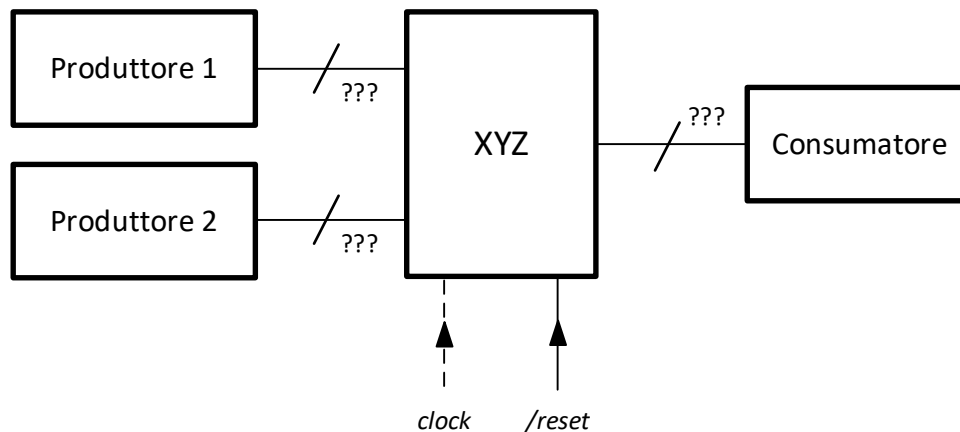 Produttore 1
???
XYZ
???
Consumatore
Produttore 2
???
clock
/reset